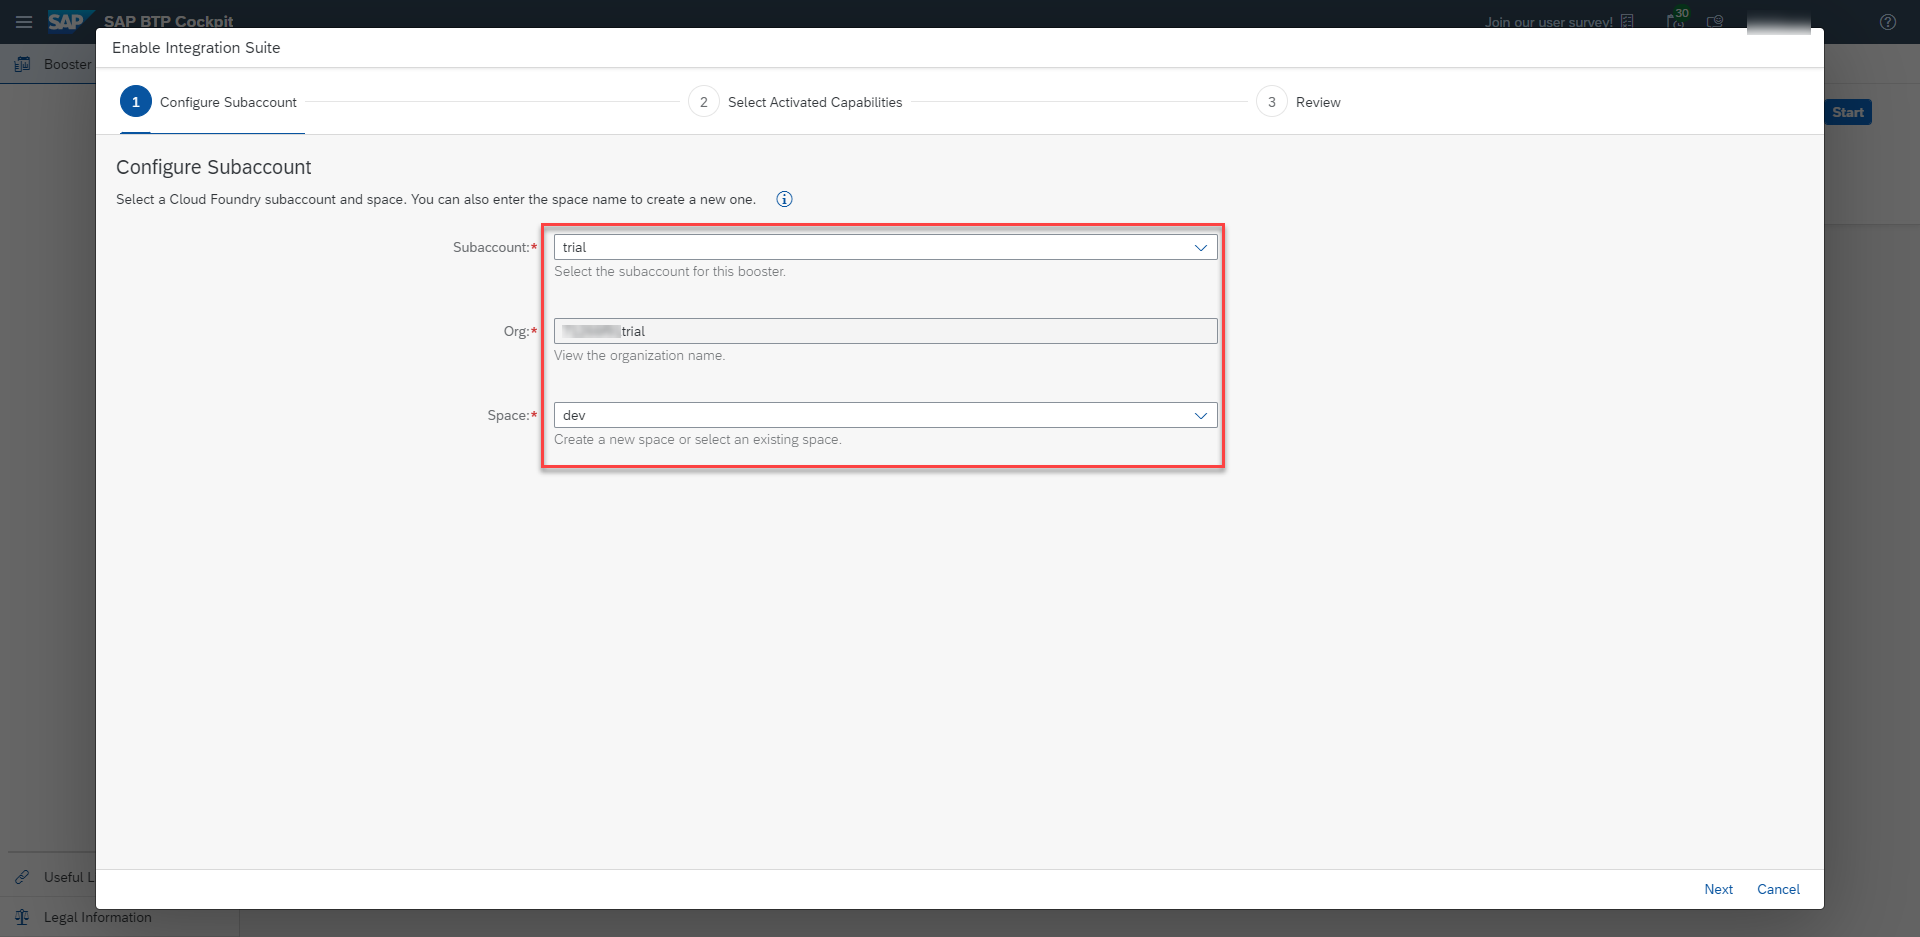 SAP SAP BTP Cockpit Join our user survey! 30
Enable Integration Suite
Booster
1 Configure Subaccount 2 Select Activated Capabilities 3 Review
Start
Configure Subaccount
Select a Cloud Foundry subaccount and space. You can also enter the space name to create a new one.
Subaccount:* trial
Select the subaccount for this booster.
Org:* trial
View the organization name.
Space:* dev
Create a new space or select an existing space.
Useful L
Next Cancel
Legal Information